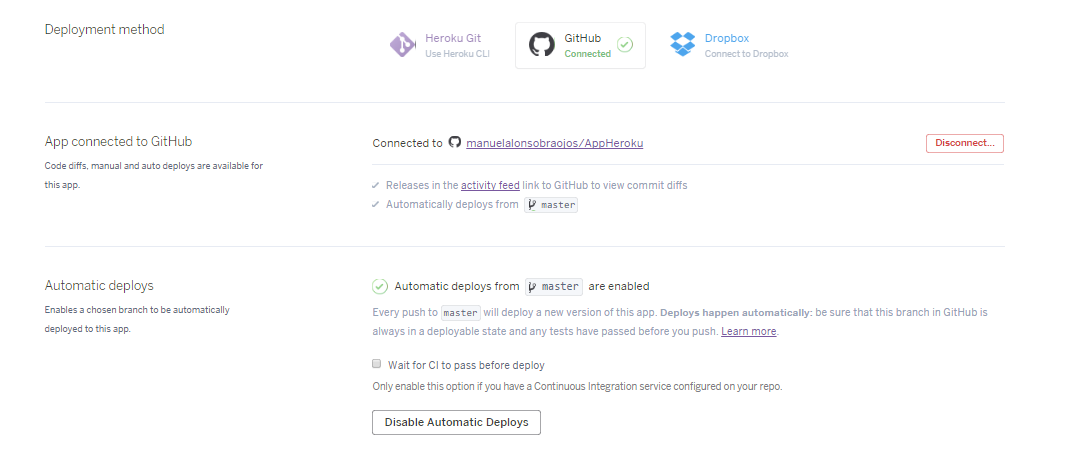 Deployment method
Heroku Git
Use Heroku CLI
GitHub
Connected
Dropbox
Connect to Dropbox
App connected to GitHub
Code diffs, manual and auto deploys are available for
this app.
Connected to manuelalonsobraojos/AppHeroku
Disconnect...
Releases in the activity feed link to GitHub to view commit diffs
Automatically deploys from master
Automatic deploys
Enables a chosen branch to be automatically
deployed to this app.
Automatic deploys from master are enabled
Every push to master will deploy a new version of this app. Deploys happen automatically: be sure that this branch in GitHub is
always in a deployable state and any tests have passed before you push. Learn more.
Wait for CI to pass before deploy
Only enable this option if you have a Continuous Integration service configured on your repo.
Disable Automatic Deploys